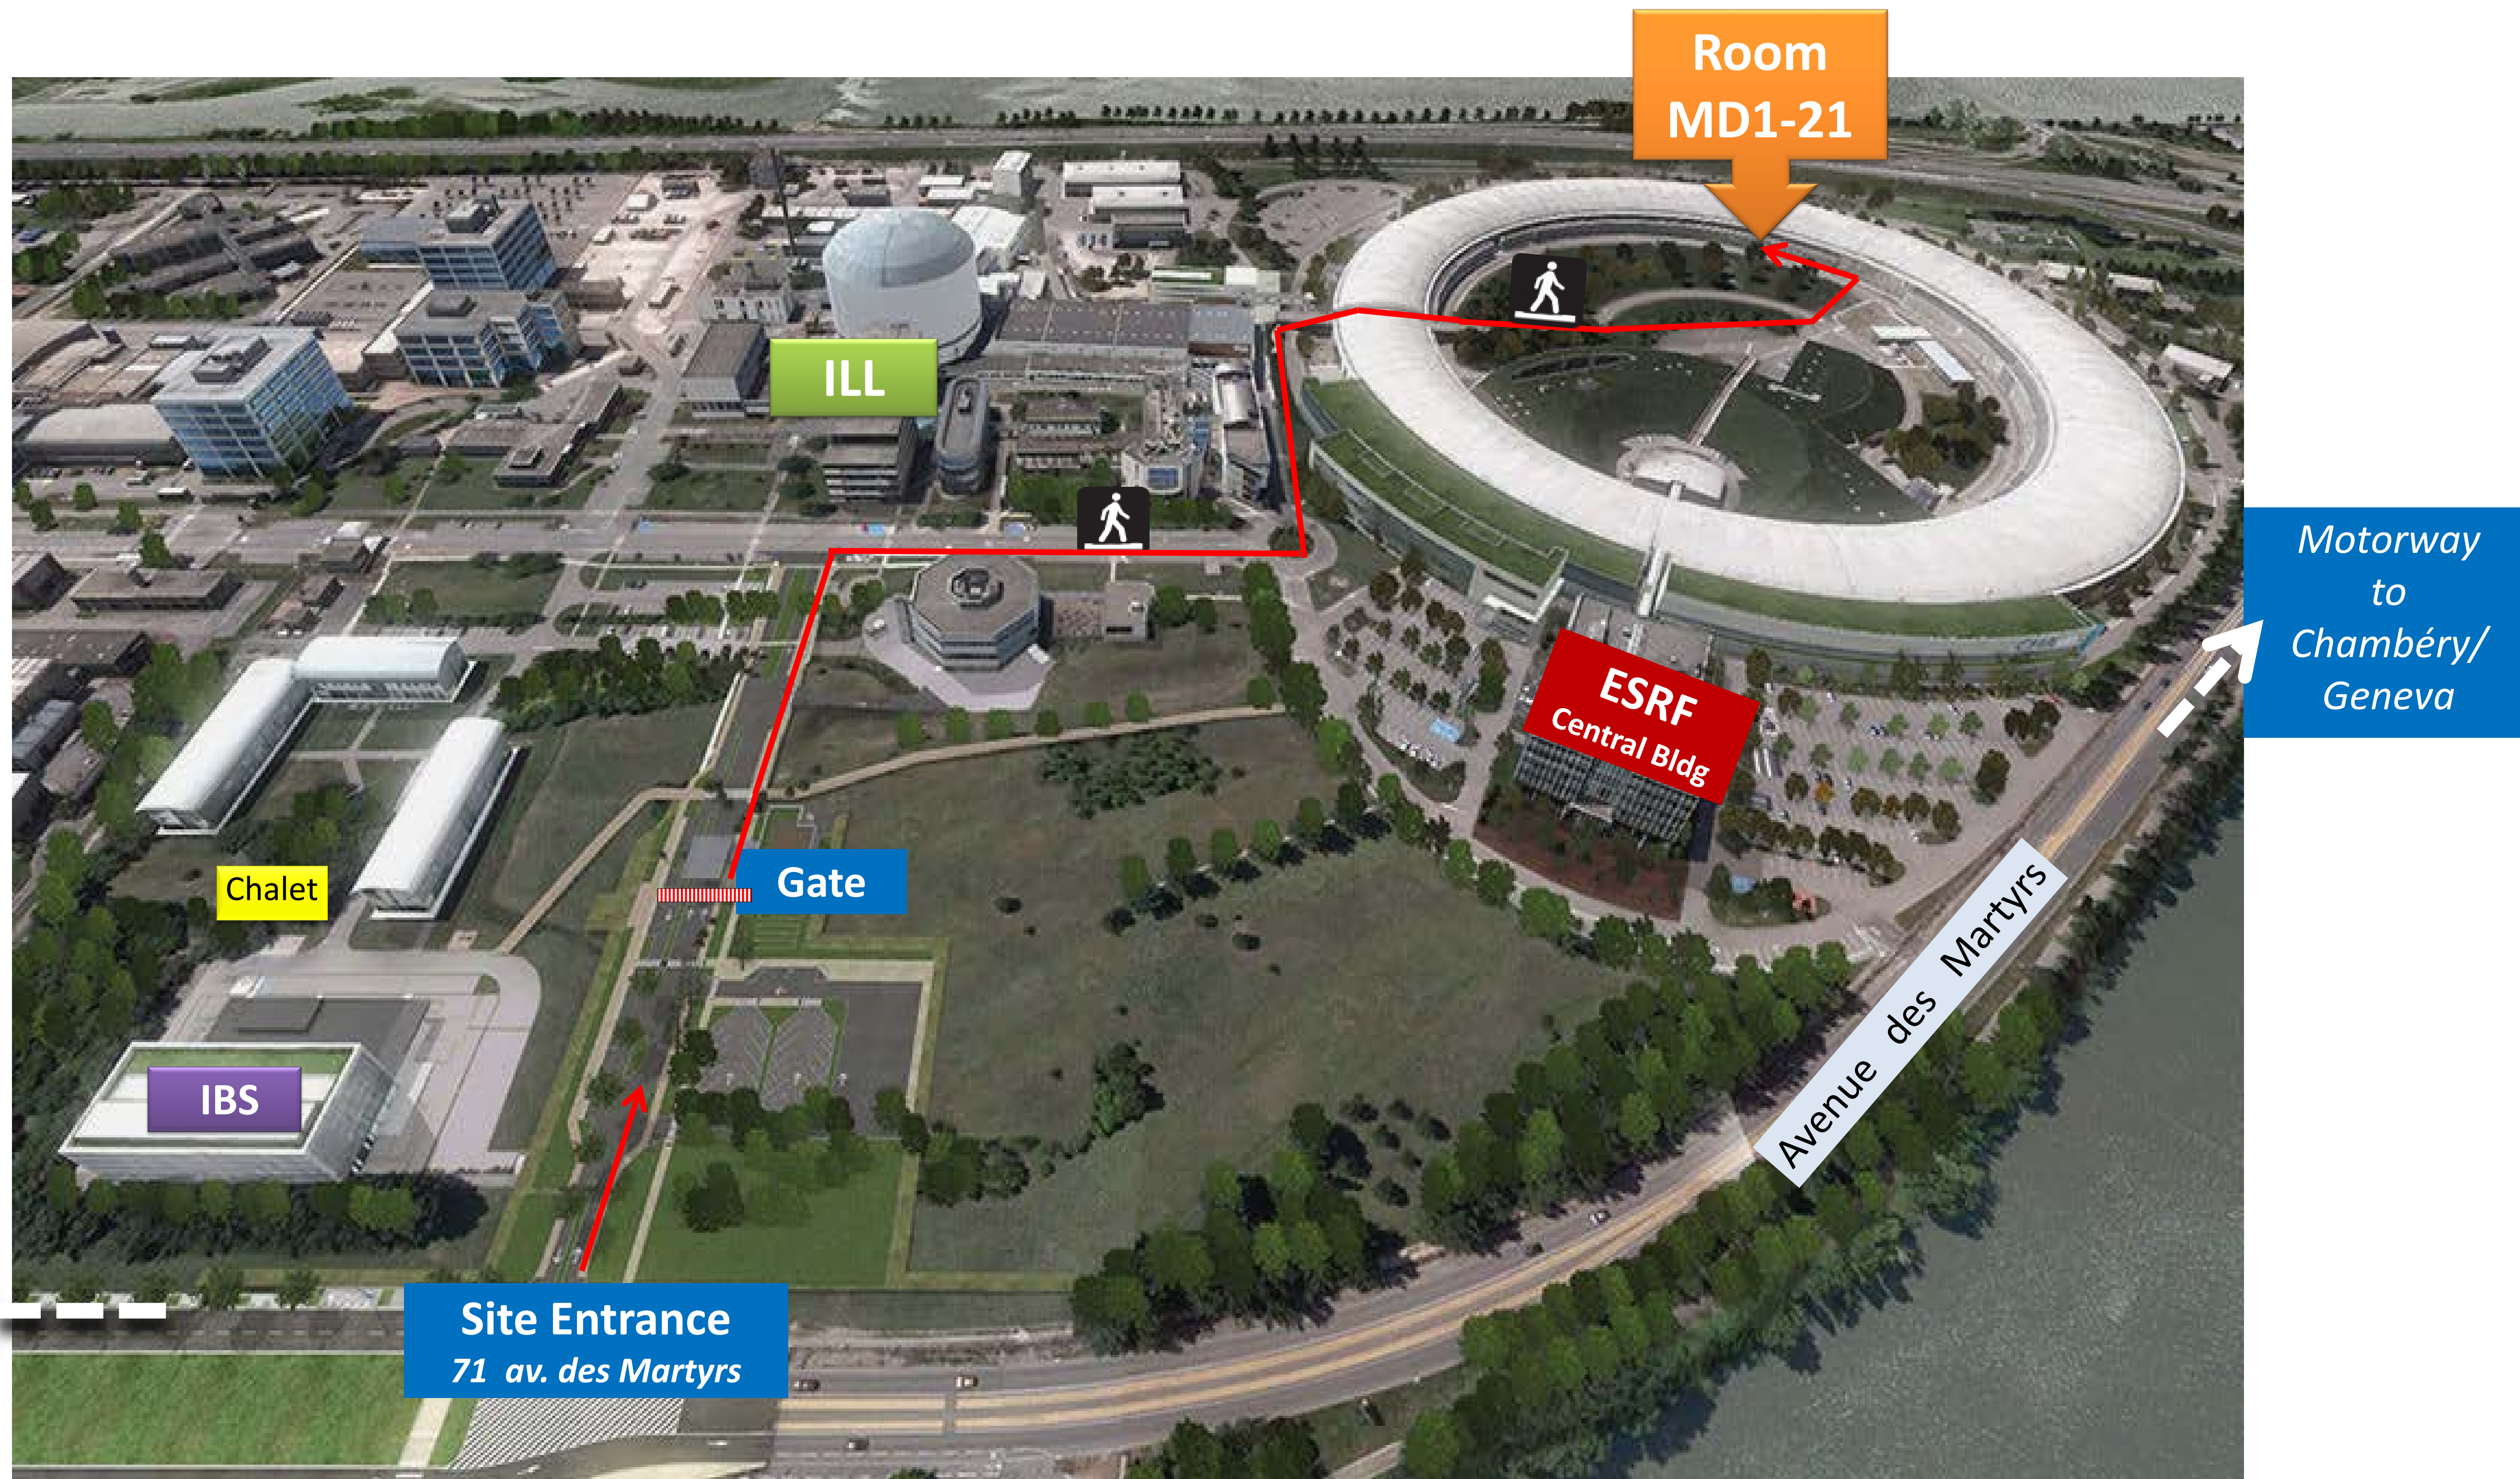 Room
MD1-21
ILL
Motorway
to
Chambéry/
Geneva
ESRF
Central Bldg
Gate
Chalet
Avenue des Martyrs
IBS
Site Entrance
71 av. des Martyrs